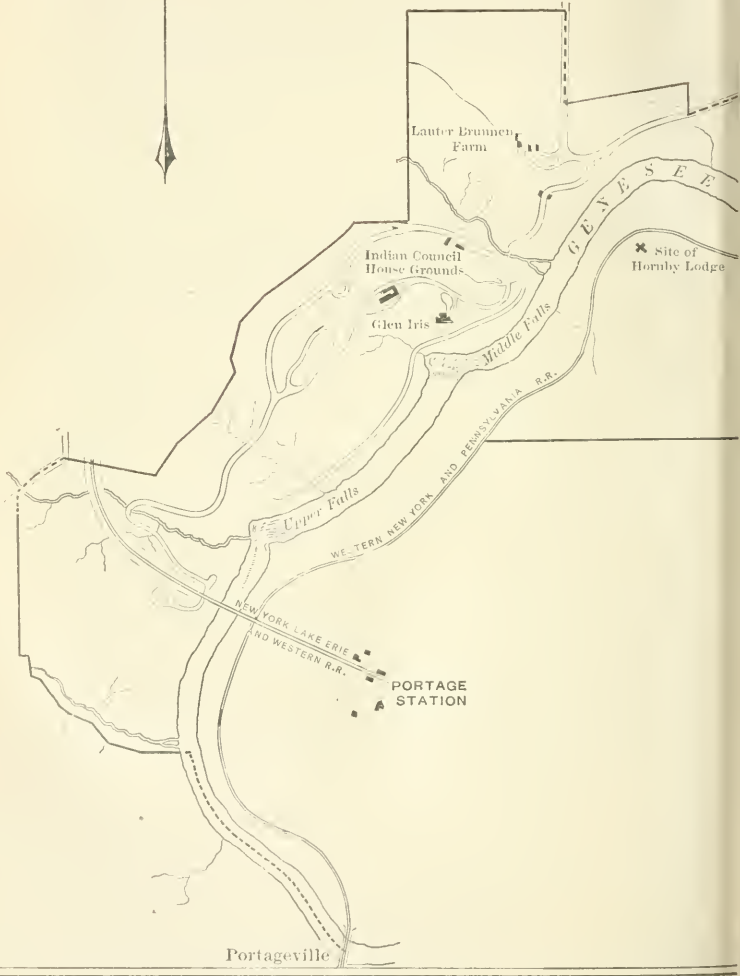 Lauter Brunnen
Farm
GENESEE
Indian Council
House Grounds
Site of
Hornby Lodge
Glen Iris
Middle Falls
WESTERN NEW YORK AND PENNSYLVANIA R.R.
Upper Falls
NEW YORK LAKE ERIE
AND WESTERN R.R.
PORTAGE
STATION
Portageville